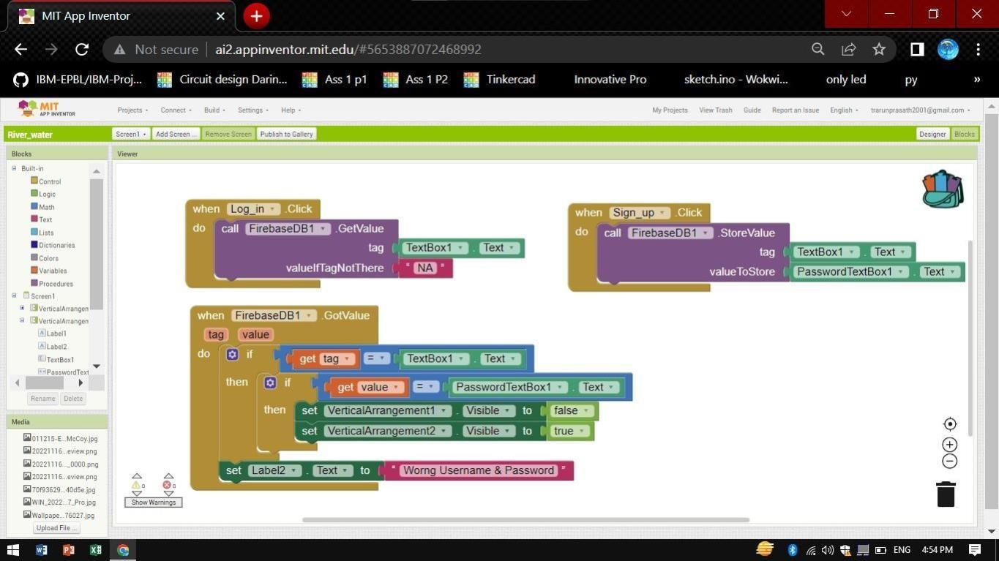 MIT App Inventor
Not secure ai2.appinventor.mit.edu/#5653887072468992
IBM-EPBL/IBM-Proj... Circuit design Darin... Ass 1 p1 Ass 1 P2 Tinkercad Innovative Pro sketch.ino - Wokwi... only led py »
MIT APP INVENTOR Projects Connect Build Settings Help My Projects View Trash Guide Report an Issue English trarunprasath2001@gmail.com
River_water Screen1 Add Screen ... Remove Screen Publish to Gallery Designer Blocks
Blocks Viewer
Built-in
Control
Logic
Math
Text
Lists
Dictionaries
Colors
Variables
Procedures
Screen1
VerticalArrangen
VerticalArrangen
Label1
Label2
TextBox1
PasswordText
Rename Delete
Media
011215-E...McCoy.jpg
20221116...eview.png
20221116..._0000.png
20221116...eview.png
70f93629...40d5e.jpg
WIN_2022...7_Pro.jpg
Wallpape...76027.jpg
Upload File ...
when Log_in .Click
do call FirebaseDB1 .GetValue
tag TextBox1 . Text
valueIfTagNotThere " NA "
when Sign_up .Click
do call FirebaseDB1 .StoreValue
tag TextBox1 . Text
valueToStore PasswordTextBox1 . Text
when FirebaseDB1 .GotValue
tag value
do if get tag = TextBox1 . Text
then if get value = PasswordTextBox1 . Text
then set VerticalArrangement1 . Visible to false
set VerticalArrangement2 . Visible to true
set Label2 . Text to " Worng Username & Password "
0 0
Show Warnings
ENG 4:54 PM